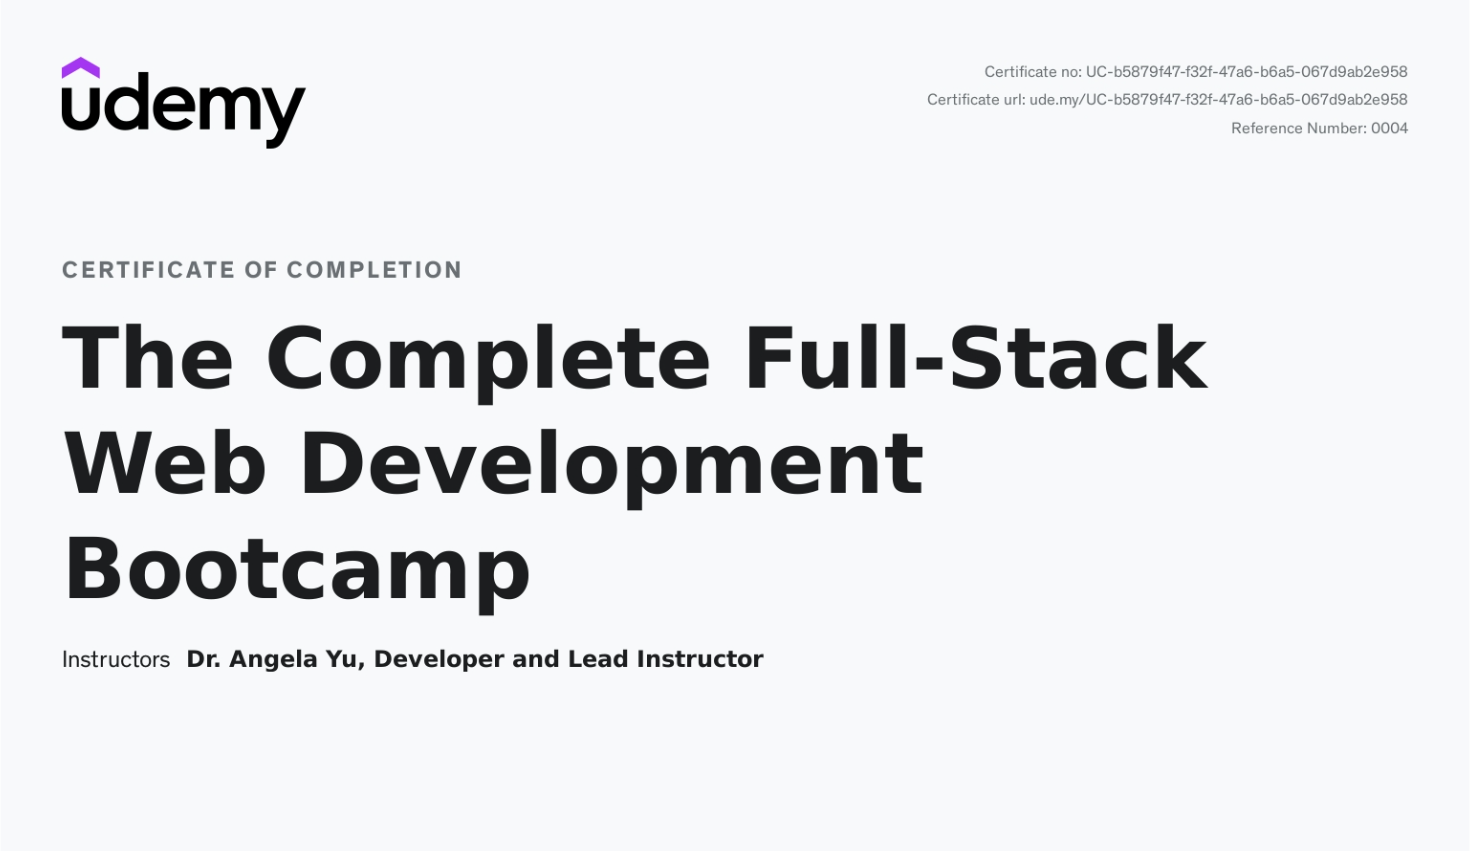 udemy
Certificate no: UC-b5879f47-f32f-47a6-b6a5-067d9ab2e958
Certificate url: ude.my/UC-b5879f47-f32f-47a6-b6a5-067d9ab2e958
Reference Number: 0004
CERTIFICATE OF COMPLETION
The Complete Full-Stack
Web Development
Bootcamp
Instructors Dr. Angela Yu, Developer and Lead Instructor